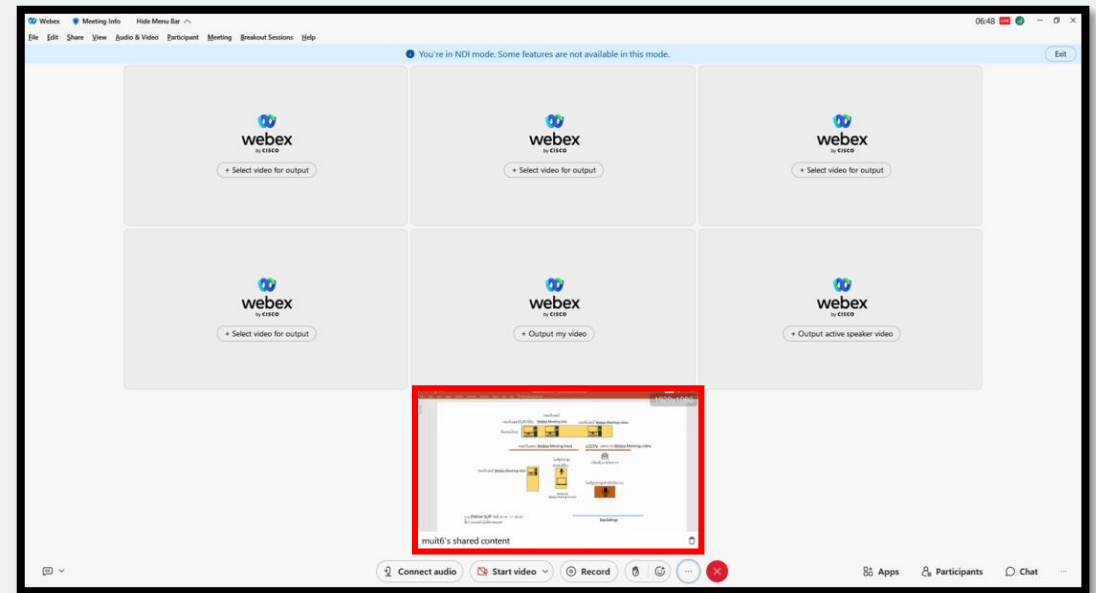 Webex Meeting Info Hide Menu Bar
06:48 LIVE
File Edit Share View Audio & Video Participant Meeting Breakout Sessions Help
You're in NDI mode. Some features are not available in this mode.
Exit
webex
by CISCO
+ Select video for output
webex
by CISCO
+ Select video for output
webex
by CISCO
+ Select video for output
webex
by CISCO
+ Select video for output
webex
by CISCO
+ Output my video
webex
by CISCO
+ Output active speaker video
1920x1080
backdrop
muit6's shared content
Connect audio
Start video
Record
Apps
Participants
Chat